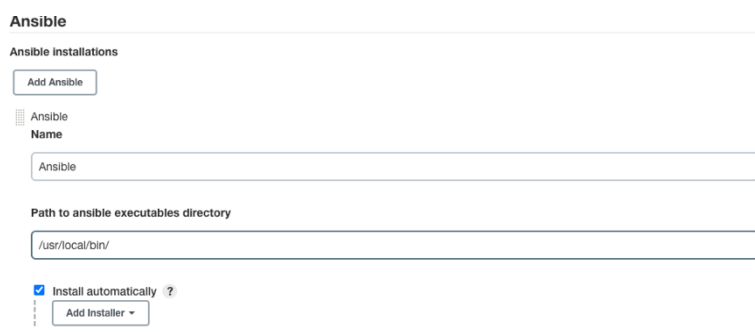 Ansible
Ansible installations
Add Ansible
Ansible
Name
Ansible
Path to ansible executables directory
/usr/local/bin/
Install automatically ?
Add Installer